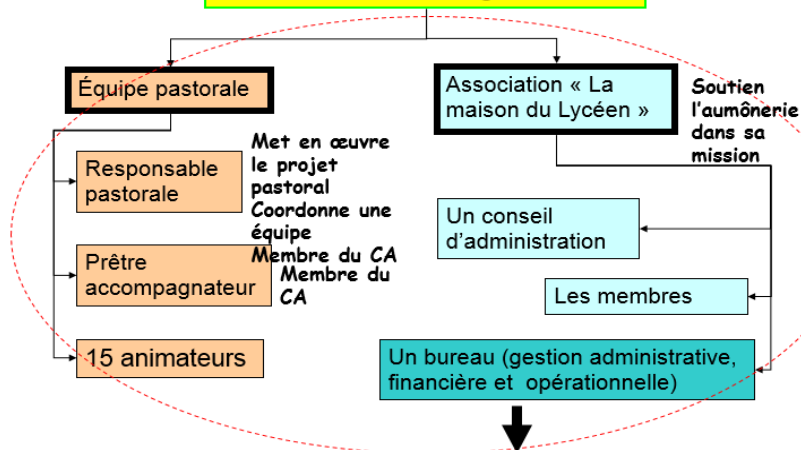 Équipe pastorale
Association « La
maison du Lycéen »
Soutien
l'aumônerie
dans sa
mission
Responsable
pastorale
Met en œuvre
le projet
pastoral
Coordonne une
équipe
Membre du CA
Prêtre
accompagnateur
Membre du
CA
15 animateurs
Un conseil
d'administration
Les membres
Un bureau (gestion administrative,
financière et opérationnelle)